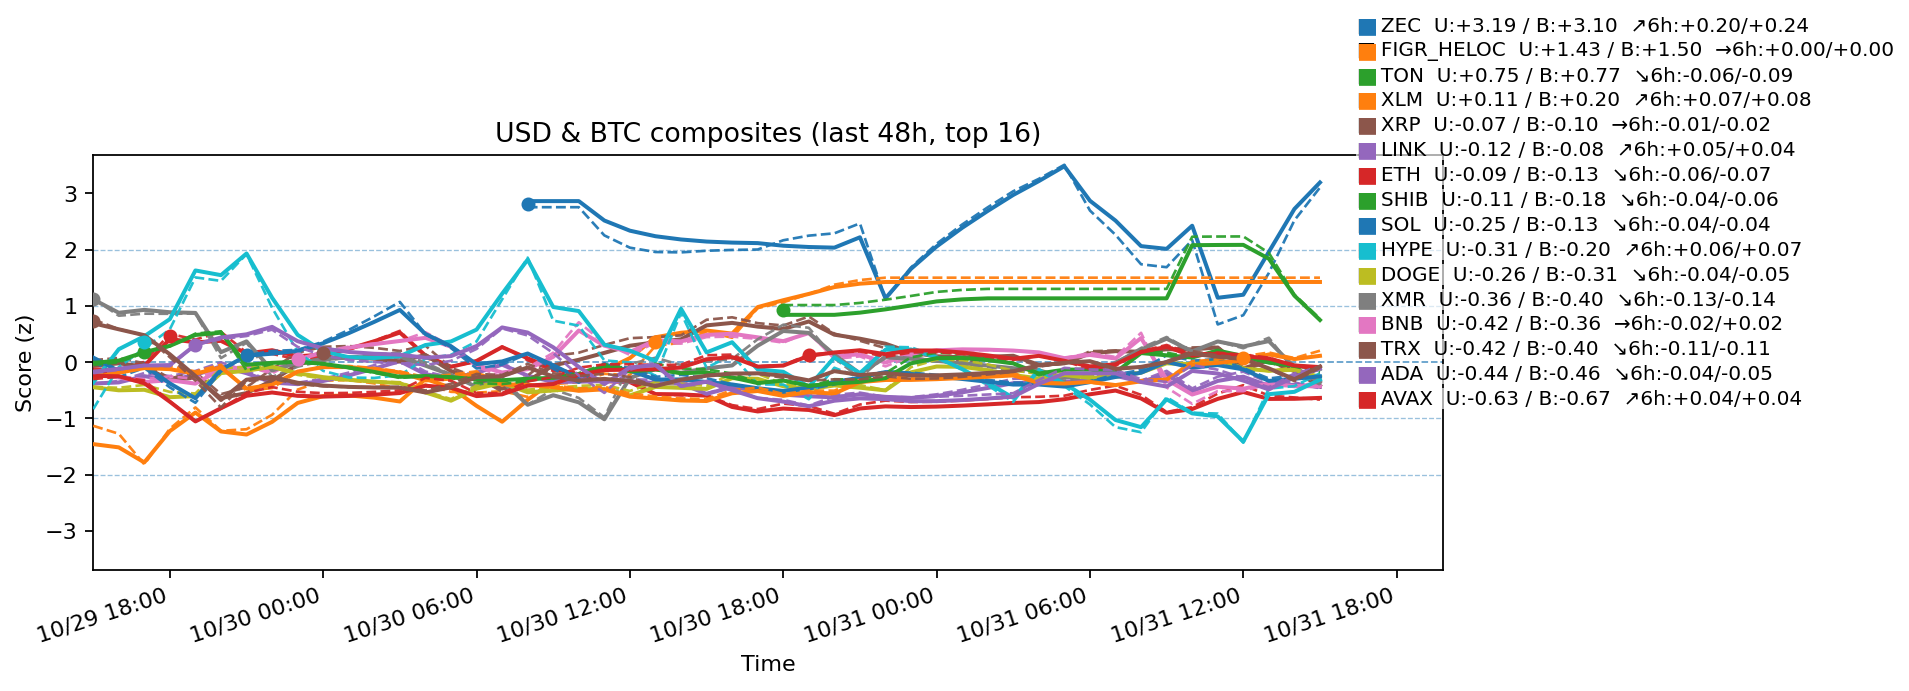 ZEC  U:+3.19 / B:+3.10  ↗6h:+0.20/+0.24
FIGR_HELOC  U:+1.43 / B:+1.50  →6h:+0.00/+0.00
TON  U:+0.75 / B:+0.77  ↘6h:-0.06/-0.09
XLM  U:+0.11 / B:+0.20  ↗6h:+0.07/+0.08
XRP  U:-0.07 / B:-0.10  →6h:-0.01/-0.02
LINK  U:-0.12 / B:-0.08  ↗6h:+0.05/+0.04
ETH  U:-0.09 / B:-0.13  ↘6h:-0.06/-0.07
SHIB  U:-0.11 / B:-0.18  ↘6h:-0.04/-0.06
SOL  U:-0.25 / B:-0.13  ↘6h:-0.04/-0.04
HYPE  U:-0.31 / B:-0.20  ↗6h:+0.06/+0.07
DOGE  U:-0.26 / B:-0.31  ↘6h:-0.04/-0.05
XMR  U:-0.36 / B:-0.40  ↘6h:-0.13/-0.14
BNB  U:-0.42 / B:-0.36  →6h:-0.02/+0.02
TRX  U:-0.42 / B:-0.40  ↘6h:-0.11/-0.11
ADA  U:-0.44 / B:-0.46  ↘6h:-0.04/-0.05
AVAX  U:-0.63 / B:-0.67  ↗6h:+0.04/+0.04
USD & BTC composites (last 48h, top 16)
Score (z)
3
2
1
0
−1
−2
−3
10/29 18:00
10/30 00:00
10/30 06:00
10/30 12:00
10/30 18:00
10/31 00:00
10/31 06:00
10/31 12:00
10/31 18:00
Time